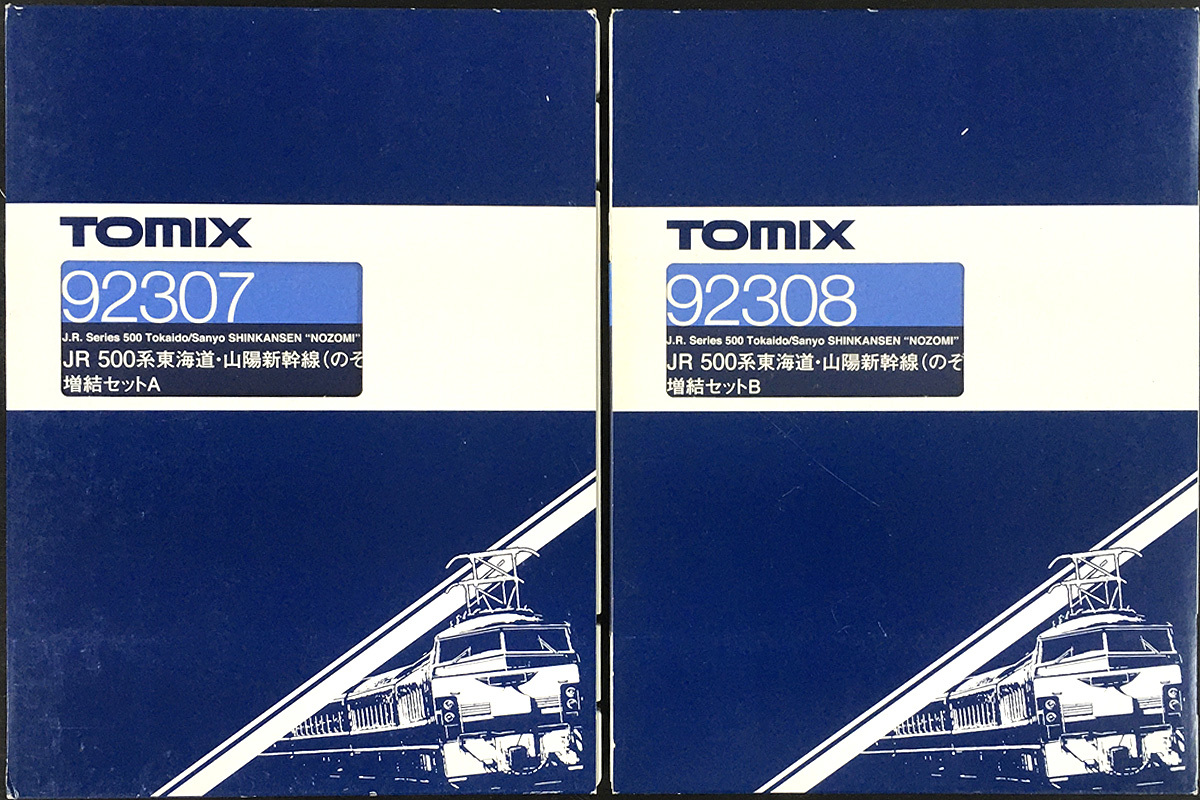 TOMIX
92307
J.R. Series 500 Tokaido/Sanyo SHINKANSEN "NOZOMI"
JR 500系東海道・山陽新幹線(のぞ
増結セットA
TOMIX
92308
J.R. Series 500 Tokaido/Sanyo SHINKANSEN "NOZOMI"
JR 500系東海道・山陽新幹線(のぞ
増結セットB